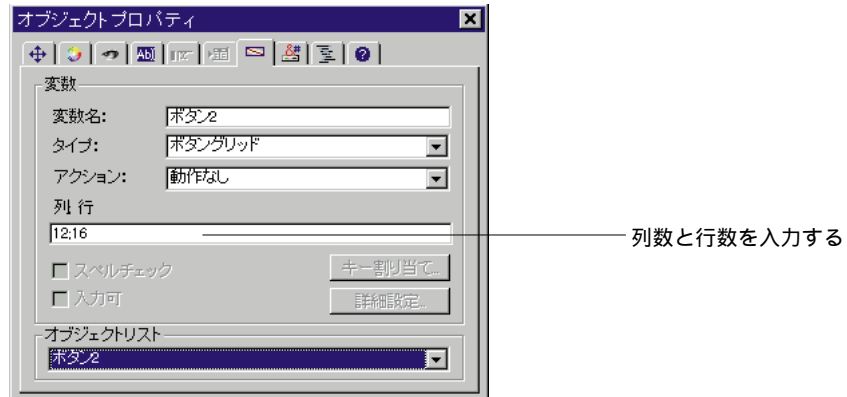 オブジェクトプロパティ
変数
変数名: ボタン2
タイプ: ボタングリッド
アクション: 動作なし
列; 行
12;16
列数と行数を入力する
スペルチェック キー割り当て...
入力可 詳細設定...
オブジェクトリスト
ボタン2